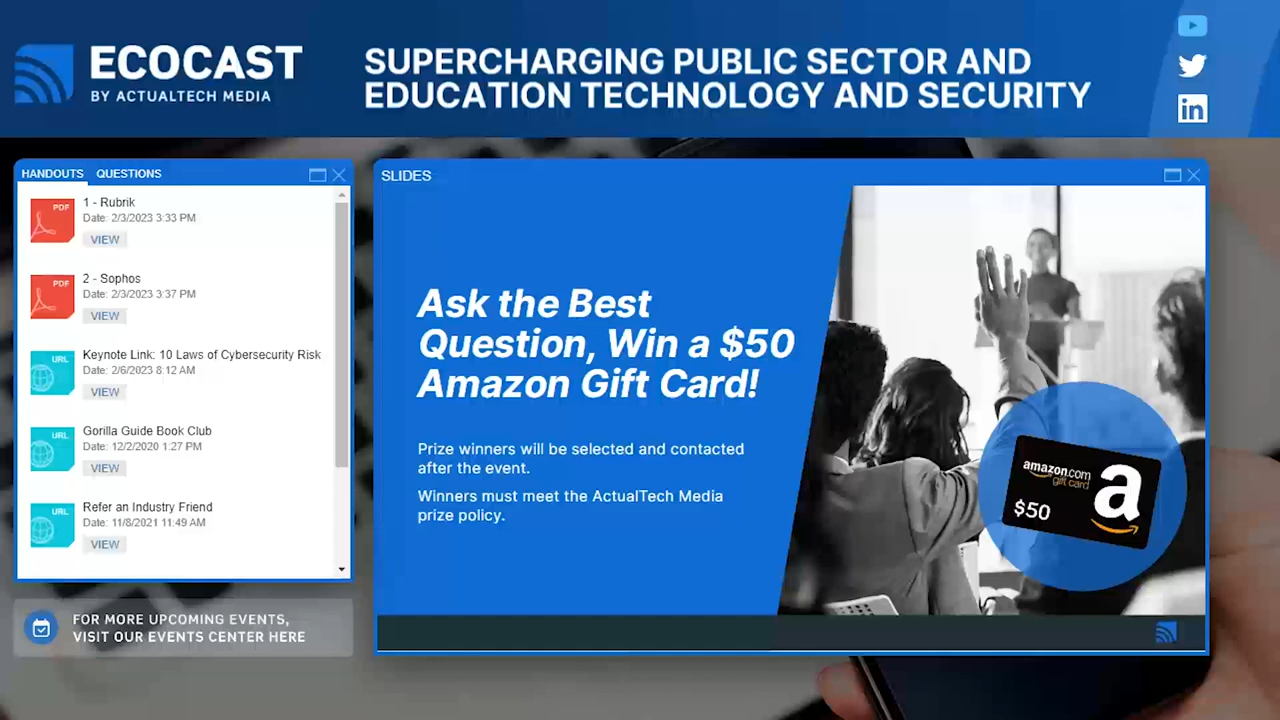 ECOCAST
BY ACTUALTECH MEDIA
SUPERCHARGING PUBLIC SECTOR AND
EDUCATION TECHNOLOGY AND SECURITY
in
HANDOUTS QUESTIONS
PDF
1 - Rubrik
Date: 2/3/2023 3:33 PM
VIEW
PDF
2 - Sophos
Date: 2/3/2023 3:37 PM
VIEW
URL
Keynote Link: 10 Laws of Cybersecurity Risk
Date: 2/6/2023 8:12 AM
VIEW
URL
Gorilla Guide Book Club
Date: 12/2/2020 1:27 PM
VIEW
URL
Refer an Industry Friend
Date: 11/8/2021 11:49 AM
VIEW
FOR MORE UPCOMING EVENTS,
VISIT OUR EVENTS CENTER HERE
SLIDES
Ask the Best
Question, Win a $50
Amazon Gift Card!
Prize winners will be selected and contacted
after the event.
Winners must meet the ActualTech Media
prize policy.
amazon.com
gift card
$50
a